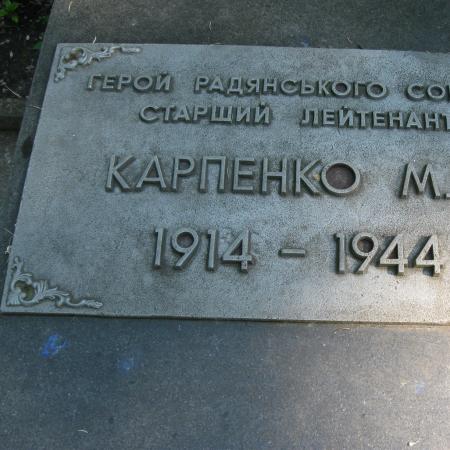 ГЕРОЙ РАДЯНСЬКОГО
СТАРШИЙ ЛЕЙТЕНАНТ
КАРПЕНКО М.
1914 – 1944